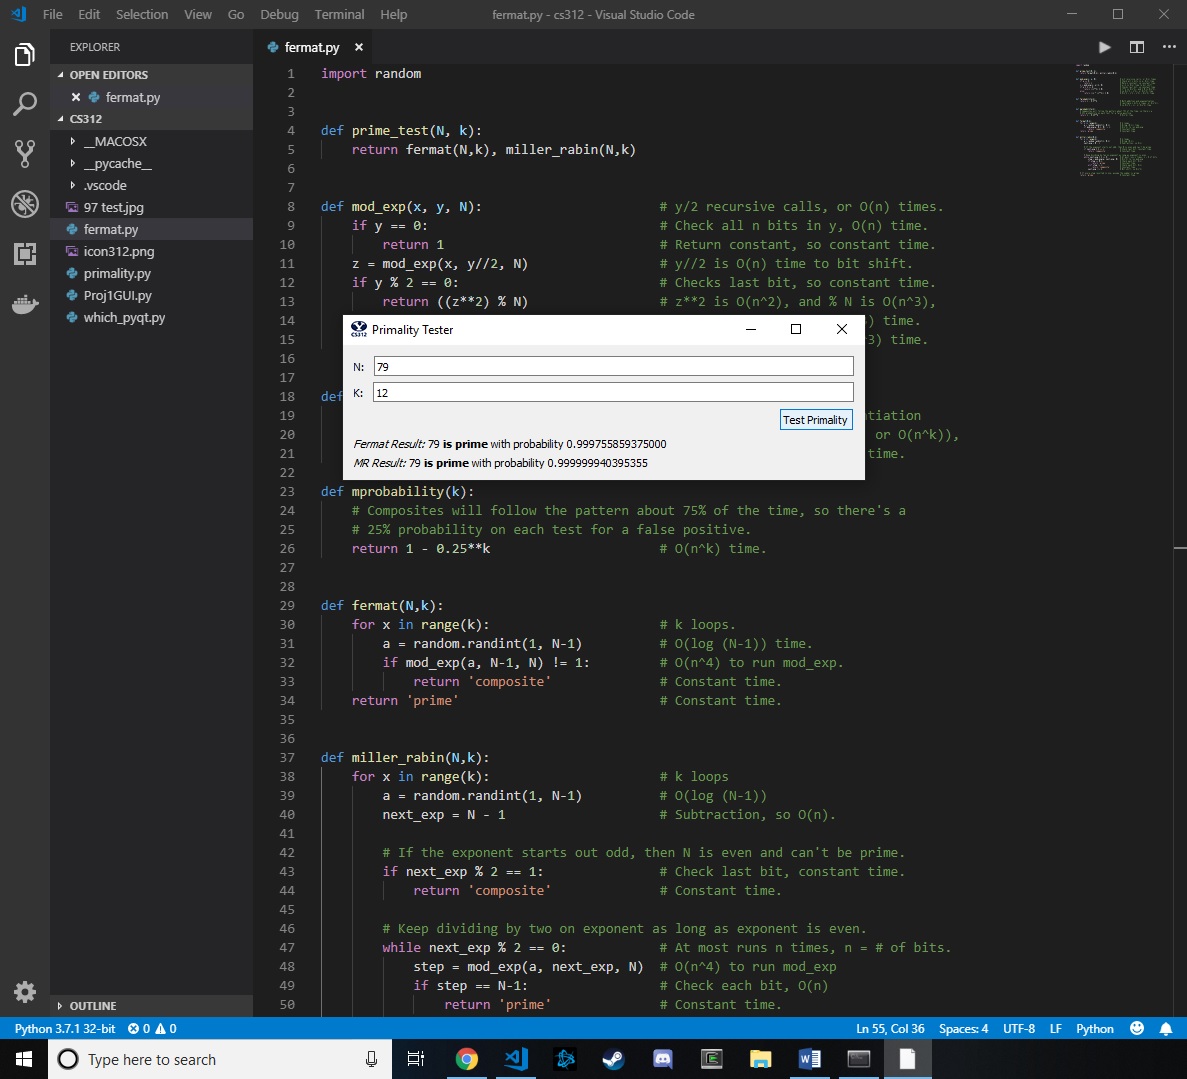 File Edit Selection View Go Debug Terminal Help
fermat.py - cs312 - Visual Studio Code
EXPLORER
OPEN EDITORS
fermat.py
CS312
__MACOSX
__pycache__
.vscode
97 test.jpg
fermat.py
icon312.png
primality.py
Proj1GUI.py
which_pyqt.py
OUTLINE
fermat.py
1 import random
2
3
4 def prime_test(N, k):
5 return fermat(N,k), miller_rabin(N,k)
6
7
8 def mod_exp(x, y, N): # y/2 recursive calls, or O(n) times.
9 if y == 0: # Check all n bits in y, O(n) time.
10 return 1 # Return constant, so constant time.
11 z = mod_exp(x, y//2, N) # y//2 is O(n) time to bit shift.
12 if y % 2 == 0: # Checks last bit, so constant time.
13 return ((z**2) % N) # z**2 is O(n^2), and % N is O(n^3),
14 ) time.
15 3) time.
16
17
18 def
19 tiation
20 or O(n^k)),
21 time.
22
Primality Tester
N: 79
K: 12
Test Primality
Fermat Result: 79 is prime with probability 0.999755859375000
MR Result: 79 is prime with probability 0.999999940395355
23 def mprobability(k):
24 # Composites will follow the pattern about 75% of the time, so there's a
25 # 25% probability on each test for a false positive.
26 return 1 - 0.25**k # O(n^k) time.
27
28
29 def fermat(N,k):
30 for x in range(k): # k loops.
31 a = random.randint(1, N-1) # O(log (N-1)) time.
32 if mod_exp(a, N-1, N) != 1: # O(n^4) to run mod_exp.
33 return 'composite' # Constant time.
34 return 'prime' # Constant time.
35
36
37 def miller_rabin(N,k):
38 for x in range(k): # k loops
39 a = random.randint(1, N-1) # O(log (N-1))
40 next_exp = N - 1 # Subtraction, so O(n).
41
42 # If the exponent starts out odd, then N is even and can't be prime.
43 if next_exp % 2 == 1: # Check last bit, constant time.
44 return 'composite' # Constant time.
45
46 # Keep dividing by two on exponent as long as exponent is even.
47 while next_exp % 2 == 0: # At most runs n times, n = # of bits.
48 step = mod_exp(a, next_exp, N) # O(n^4) to run mod_exp
49 if step == N-1: # Check each bit, O(n)
50 return 'prime' # Constant time.
Python 3.7.1 32-bit 0 0 Ln 55, Col 36 Spaces: 4 UTF-8 LF Python
Type here to search